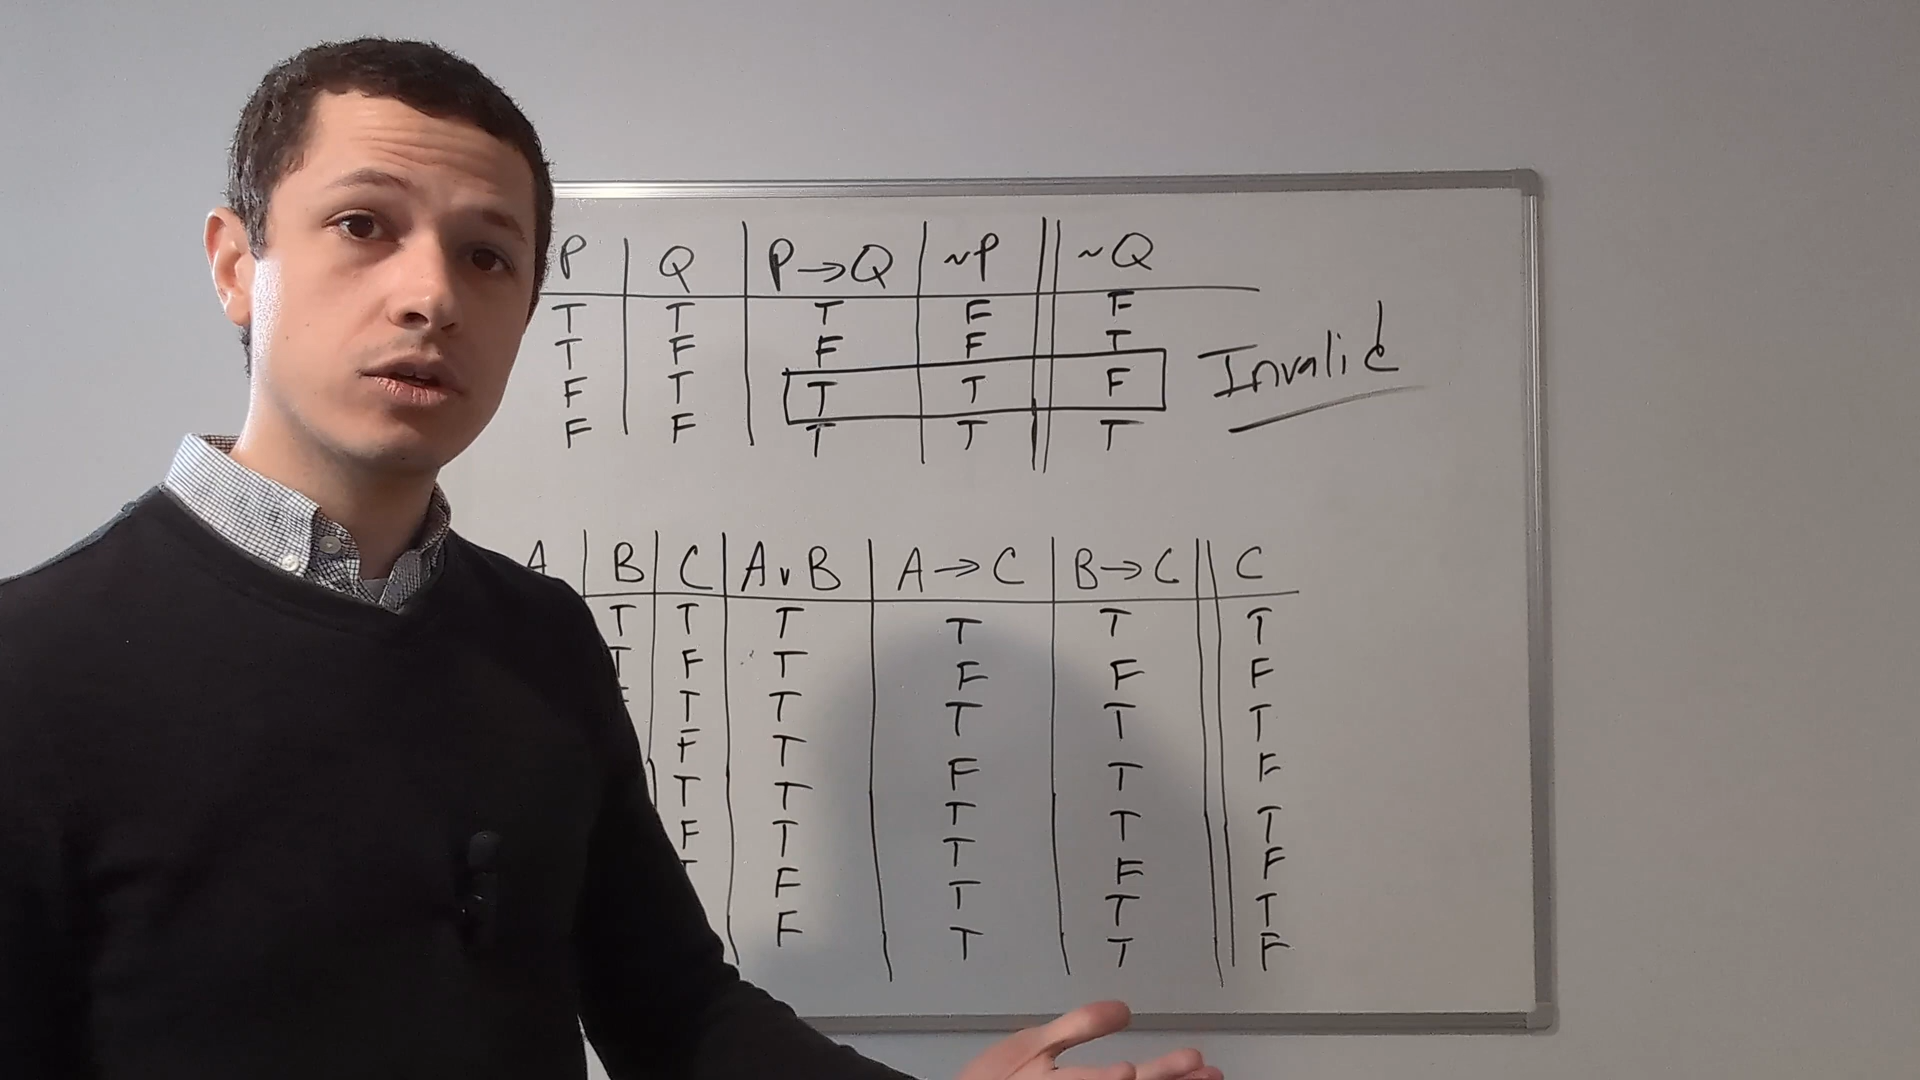 P Q P→Q ~P ~Q
T T T F F
T F F F T
F T T T F Invalid
F F T T T
A B C A v B A → C B → C C
T T T T T T
T F T F F F
F T T T T T
F T F T F
T T T T T
F T T F F
T F T T T
F T T F